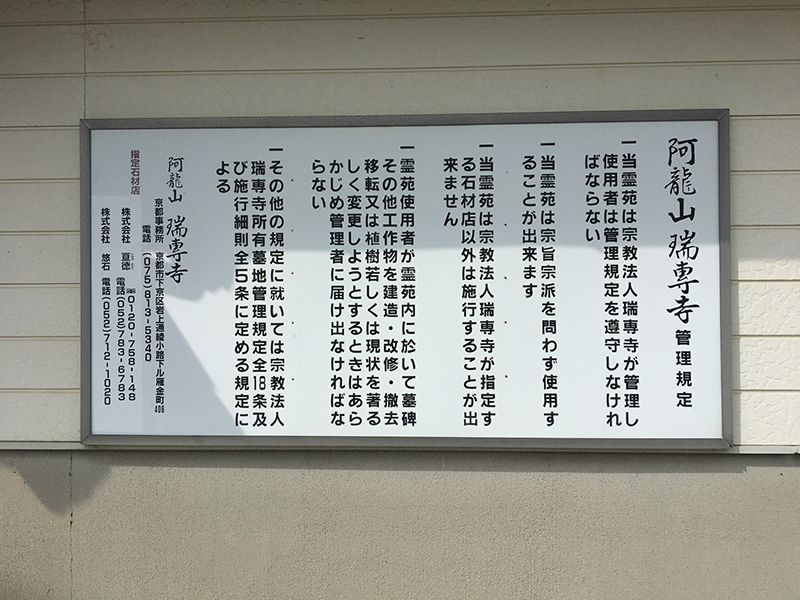 阿龍山 瑞專寺 管理規定
一当霊苑は宗教法人瑞専寺が管理し
使用者は管理規定を遵守しなけれ
ばならない
一当霊苑は宗旨宗派を問わず使用す
ることが出来ます
一当霊苑は宗教法人瑞専寺が指定す
る石材店以外は施行することが出
来ません
一霊苑使用者が霊苑内に於いて墓碑
その他工作物を建造・改修・撤去
移転又は植樹若しくは現状を著る
しく変更しようとするときはあら
かじめ管理者に届け出なければな
らない
一その他の規定に就いては宗教法人
瑞専寺所有墓地管理規定全18条及
び施行細則全5条に定める規定に
よる
阿龍山 瑞專寺
京都事務所 京都市下京区岩上通綾小路下ル雁金町406
電話 (075)813-5340
指定石材店
株式会社 亘徳 0120-758-148
電話(052)783-6783
株式会社 悠石 電話(052)712-1020